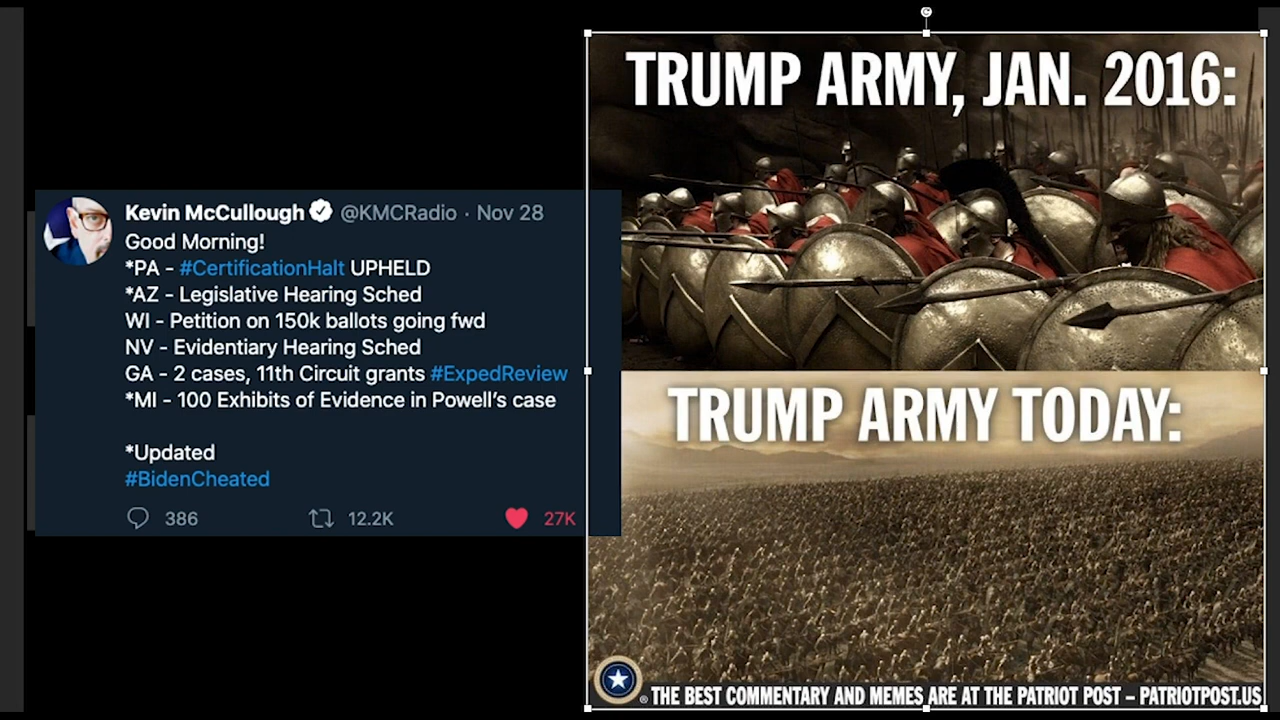 Kevin McCullough @KMCRadio · Nov 28
Good Morning!
*PA - #CertificationHalt UPHELD
*AZ - Legislative Hearing Sched
WI - Petition on 150k ballots going fwd
NV - Evidentiary Hearing Sched
GA - 2 cases, 11th Circuit grants #ExpedReview
*MI - 100 Exhibits of Evidence in Powell’s case
*Updated
#BidenCheated
386 12.2K 27K
TRUMP ARMY, JAN. 2016:
TRUMP ARMY TODAY:
® THE BEST COMMENTARY AND MEMES ARE AT THE PATRIOT POST – PATRIOTPOST.US